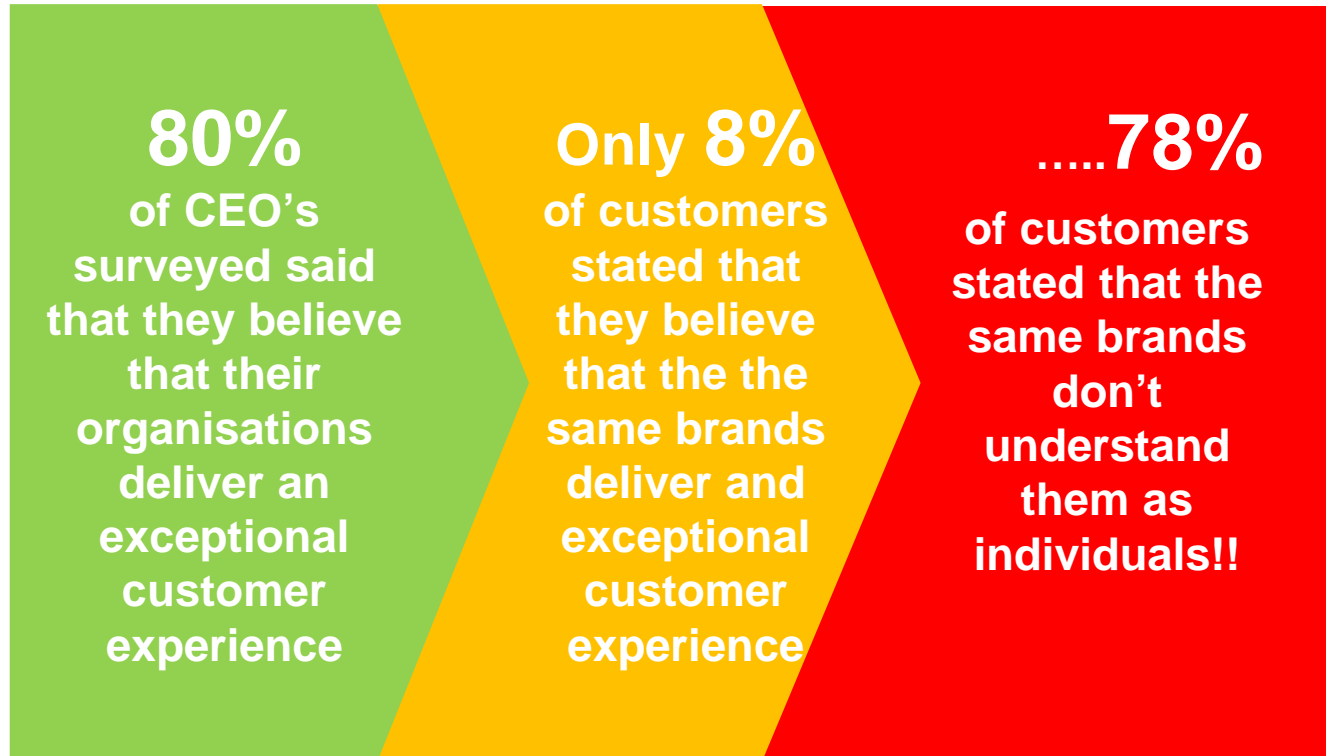 80%
of CEO’s
surveyed said
that they believe
that their
organisations
deliver an
exceptional
customer
experience
Only 8%
of customers
stated that
they believe
that the the
same brands
deliver and
exceptional
customer
experience
.....78%
of customers
stated that the
same brands
don’t
understand
them as
individuals!!